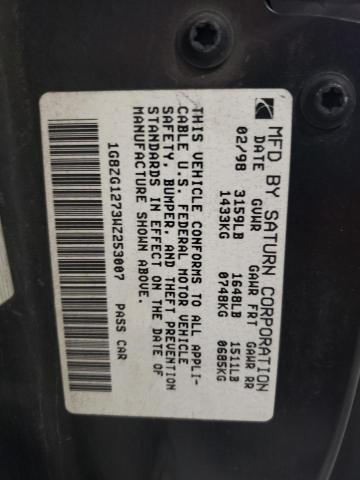 MFD BY SATURN CORPORATION
DATE GVWR GAWR FRT GAWR RR
02/98 3159LB 1648LB 1511LB
1433KG 0748KG 0685KG
THIS VEHICLE CONFORMS TO ALL APPLI-
CABLE U.S. FEDERAL MOTOR VEHICLE
SAFETY, BUMPER, AND THEFT PREVENTION
STANDARDS IN EFFECT ON THE DATE OF
MANUFACTURE SHOWN ABOVE.
1G8ZG1273WZ253007 PASS CAR